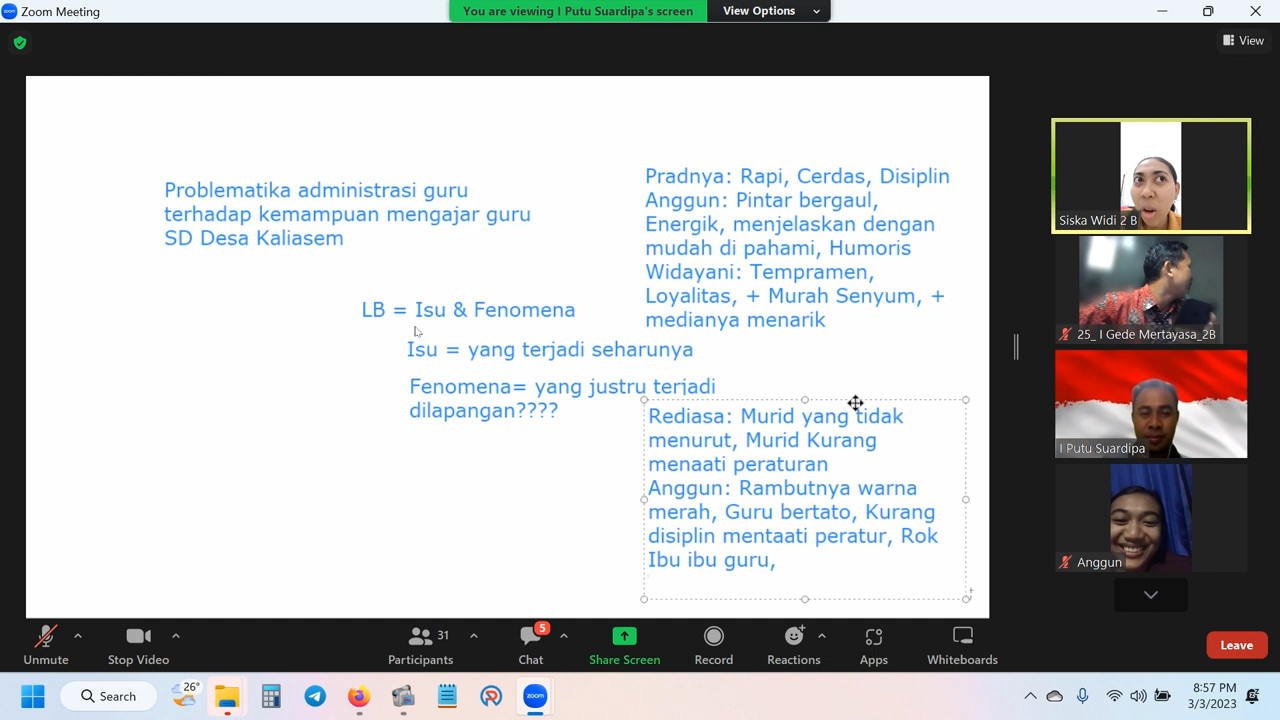 Zoom Meeting
You are viewing I Putu Suardipa's screen
View Options
View
Problematika administrasi guru
terhadap kemampuan mengajar guru
SD Desa Kaliasem
LB = Isu & Fenomena
Isu = yang terjadi seharunya
Fenomena= yang justru terjadi
dilapangan????
Pradnya: Rapi, Cerdas, Disiplin
Anggun: Pintar bergaul,
Energik, menjelaskan dengan
mudah di pahami, Humoris
Widayani: Tempramen,
Loyalitas, + Murah Senyum, +
medianya menarik
Rediasa: Murid yang tidak
menurut, Murid Kurang
menaati peraturan
Anggun: Rambutnya warna
merah, Guru bertato, Kurang
disiplin mentaati peratur, Rok
Ibu ibu guru,
Siska Widi 2 B
25_ I Gede Mertayasa_2B
I Putu Suardipa
Anggun
Unmute
Stop Video
Participants
31
Chat
5
Share Screen
Record
Reactions
Apps
Whiteboards
Leave
Search
26°
8:57 PM
3/3/2023